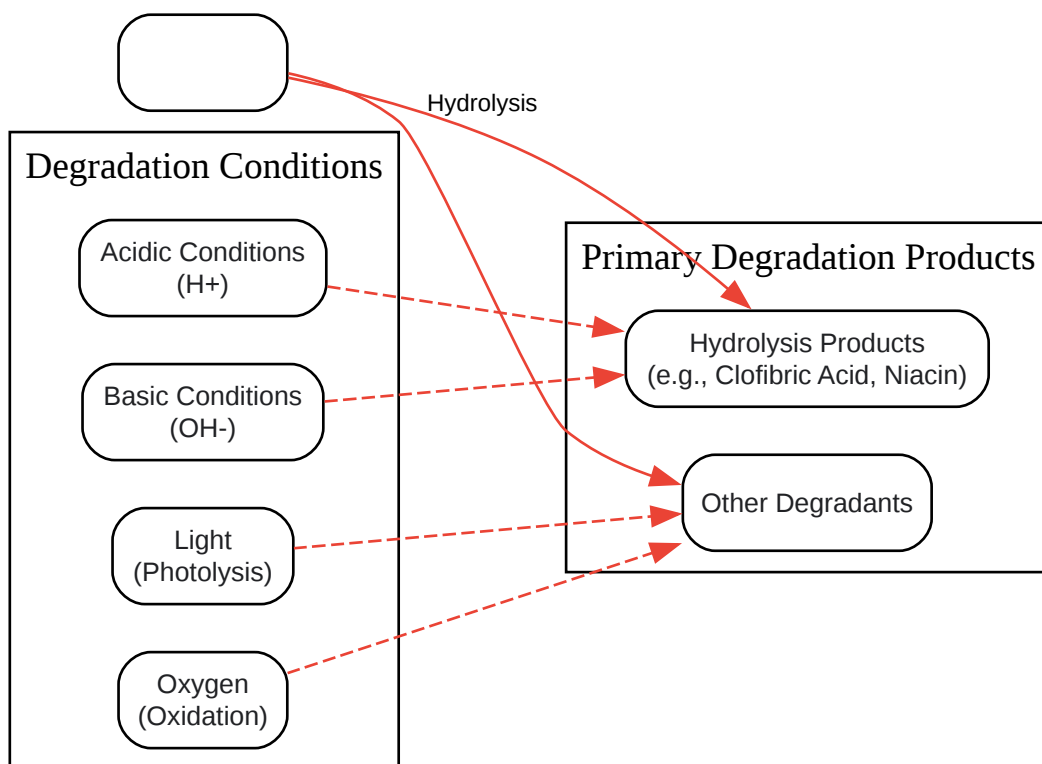 Hydrolysis
Degradation Conditions
Acidic Conditions
(H+)
Basic Conditions
(OH-)
Light
(Photolysis)
Oxygen
(Oxidation)
Primary Degradation Products
Hydrolysis Products
(e.g., Clofibric Acid, Niacin)
Other Degradants